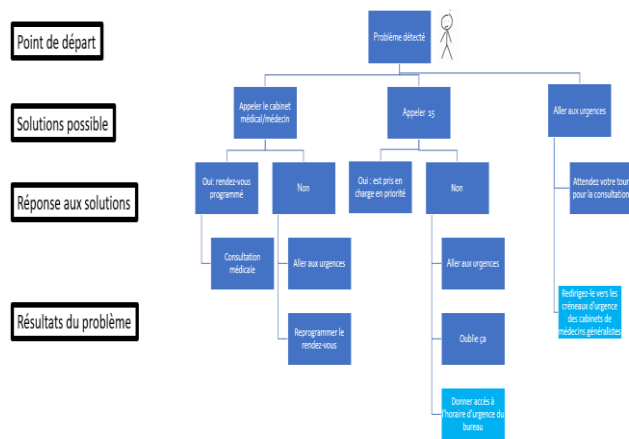 Point de départ
Problème détecté
Solutions possible
Appeler le cabinet
médical/médecin
Appeler 15
Aller aux urgences
Réponse aux solutions
Oui: rendez-vous
programmé
Non
Oui : est pris en
charge en priorité
Non
Attendez votre tour
pour la consultation
Résultats du problème
Consultation
médicale
Aller aux urgences
Aller aux urgences
Redirigez-le vers les
créneaux d'urgence
des cabinets de
médecins généralistes
Reprogrammer le
rendez-vous
Oublie ça
Donner accès à
l'horaire d'urgence du
bureau